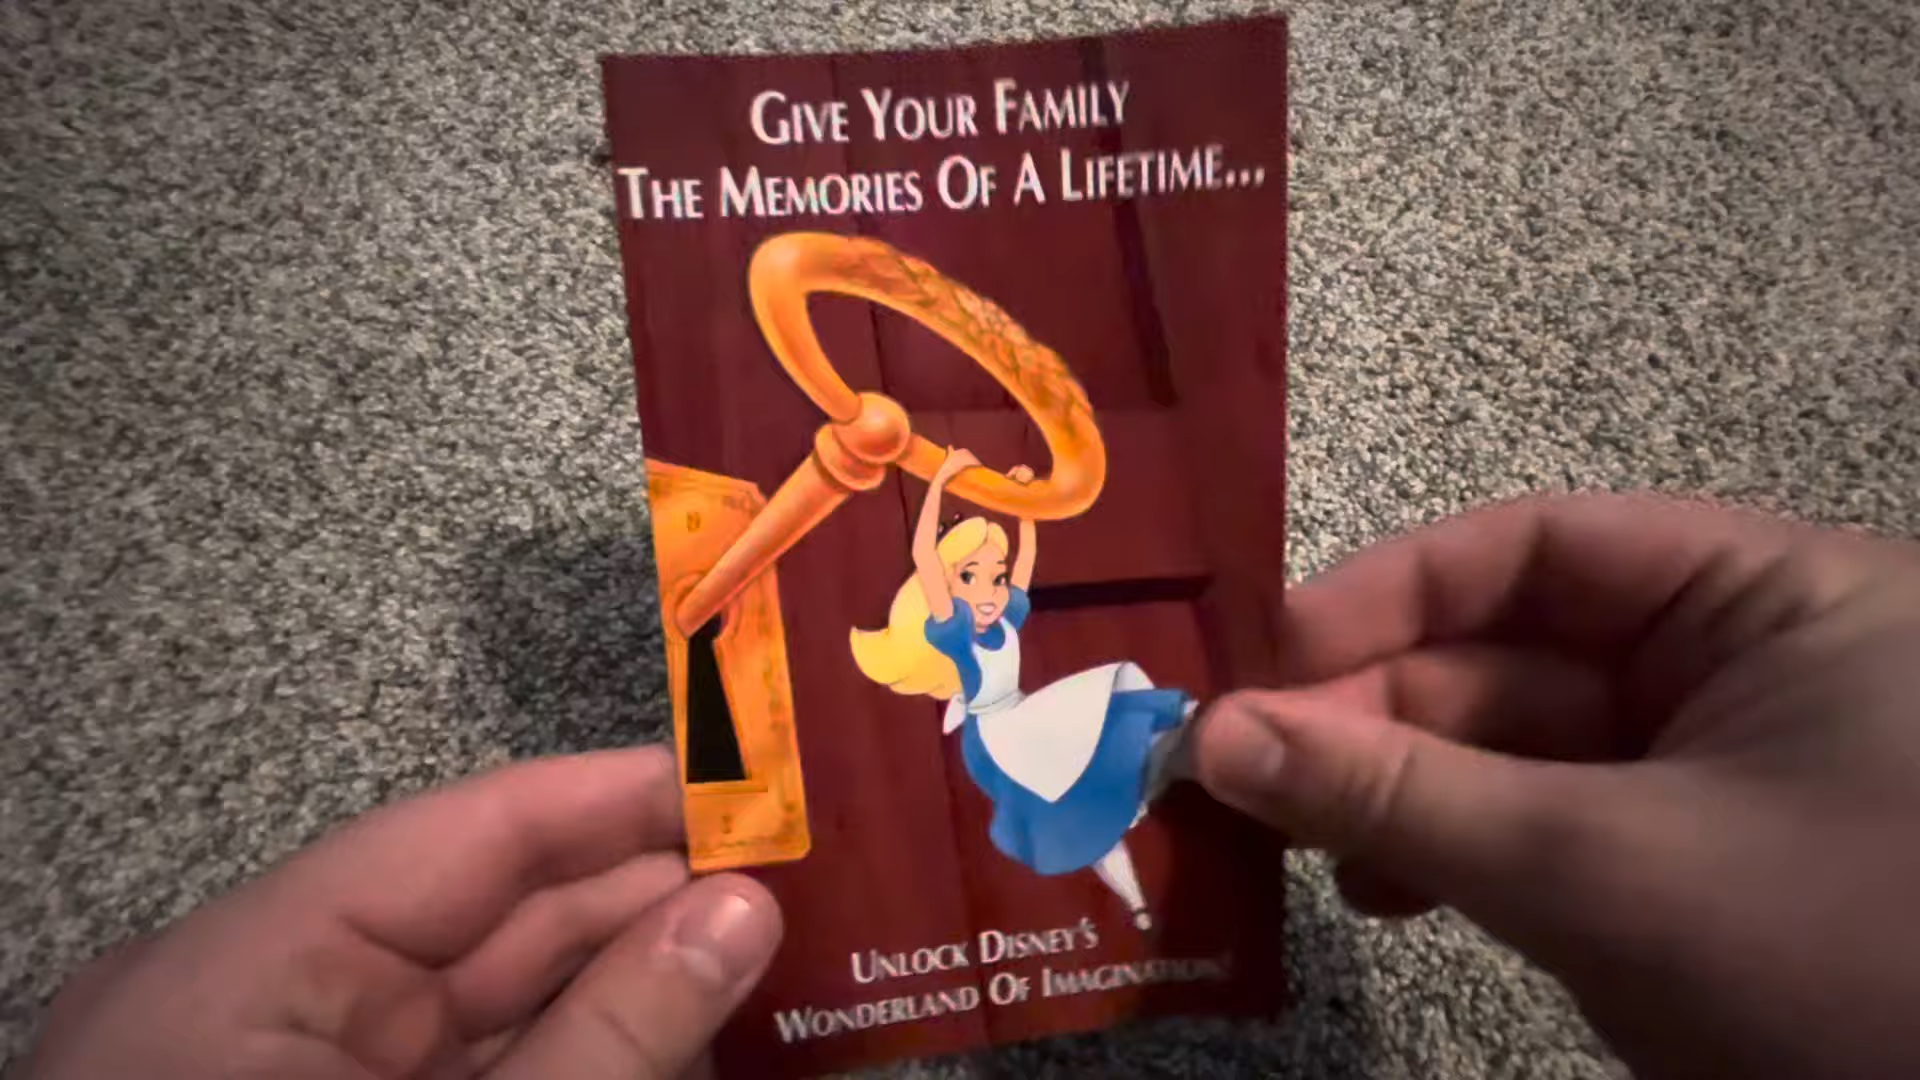 GIVE YOUR FAMILY
THE MEMORIES OF A LIFETIME...
UNLOCK DISNEY'S
WONDERLAND OF IMAGINATION!